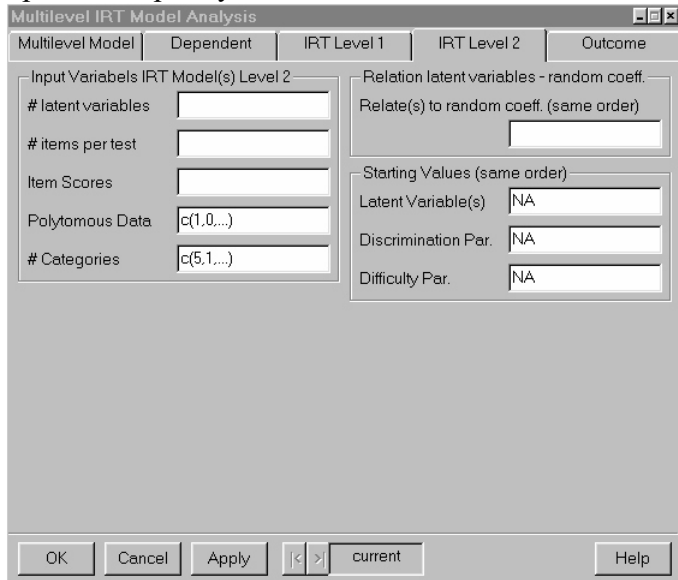 Multilevel IRT Model Analysis
Multilevel Model Dependent IRT Level 1 IRT Level 2 Outcome
Input Variabels IRT Model(s) Level 2
# latent variables
# items per test
Item Scores
Polytomous Data c(1,0,...)
# Categories c(5,1,...)
Relation latent variables - random coeff.
Relate(s) to random coeff. (same order)
Starting Values (same order)
Latent Variable(s) NA
Discrimination Par. NA
Difficulty Par. NA
OK Cancel Apply |< >| current Help